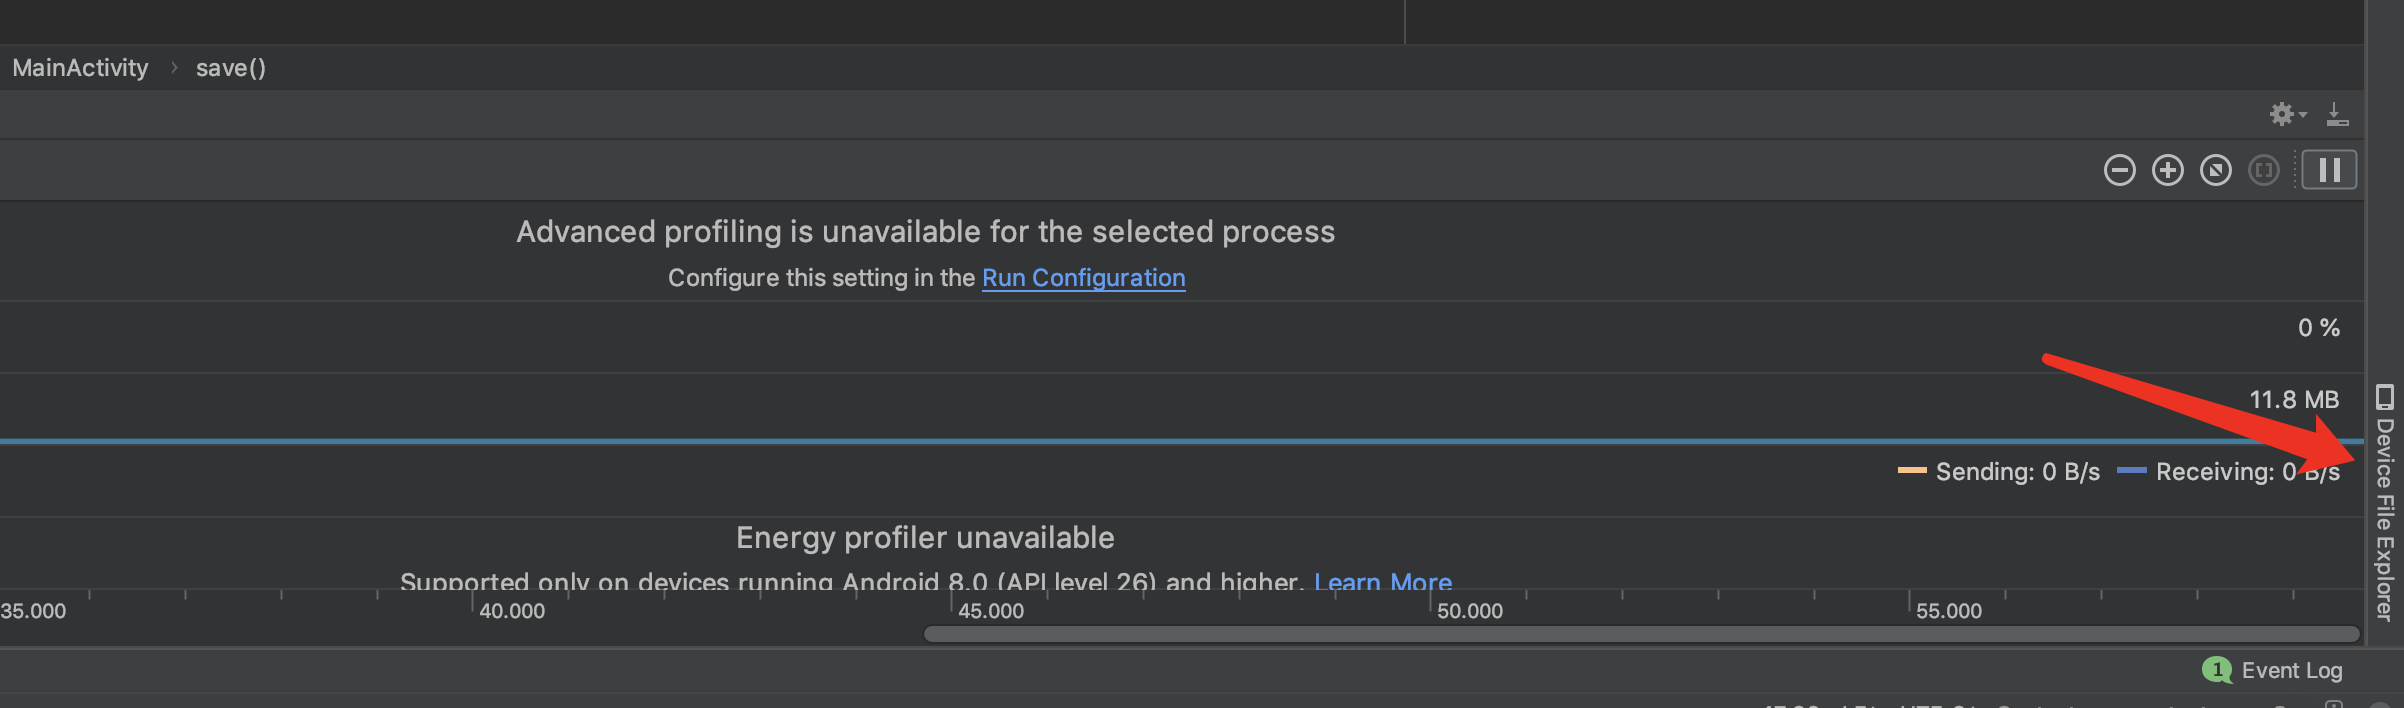 MainActivity › save()
Advanced profiling is unavailable for the selected process
Configure this setting in the Run Configuration
0 %
11.8 MB
Sending: 0 B/s Receiving: 0 B/s
Energy profiler unavailable
Supported only on devices running Android 8.0 (API level 26) and higher. Learn More
35.000 40.000 45.000 50.000 55.000
Device File Explorer
1 Event Log